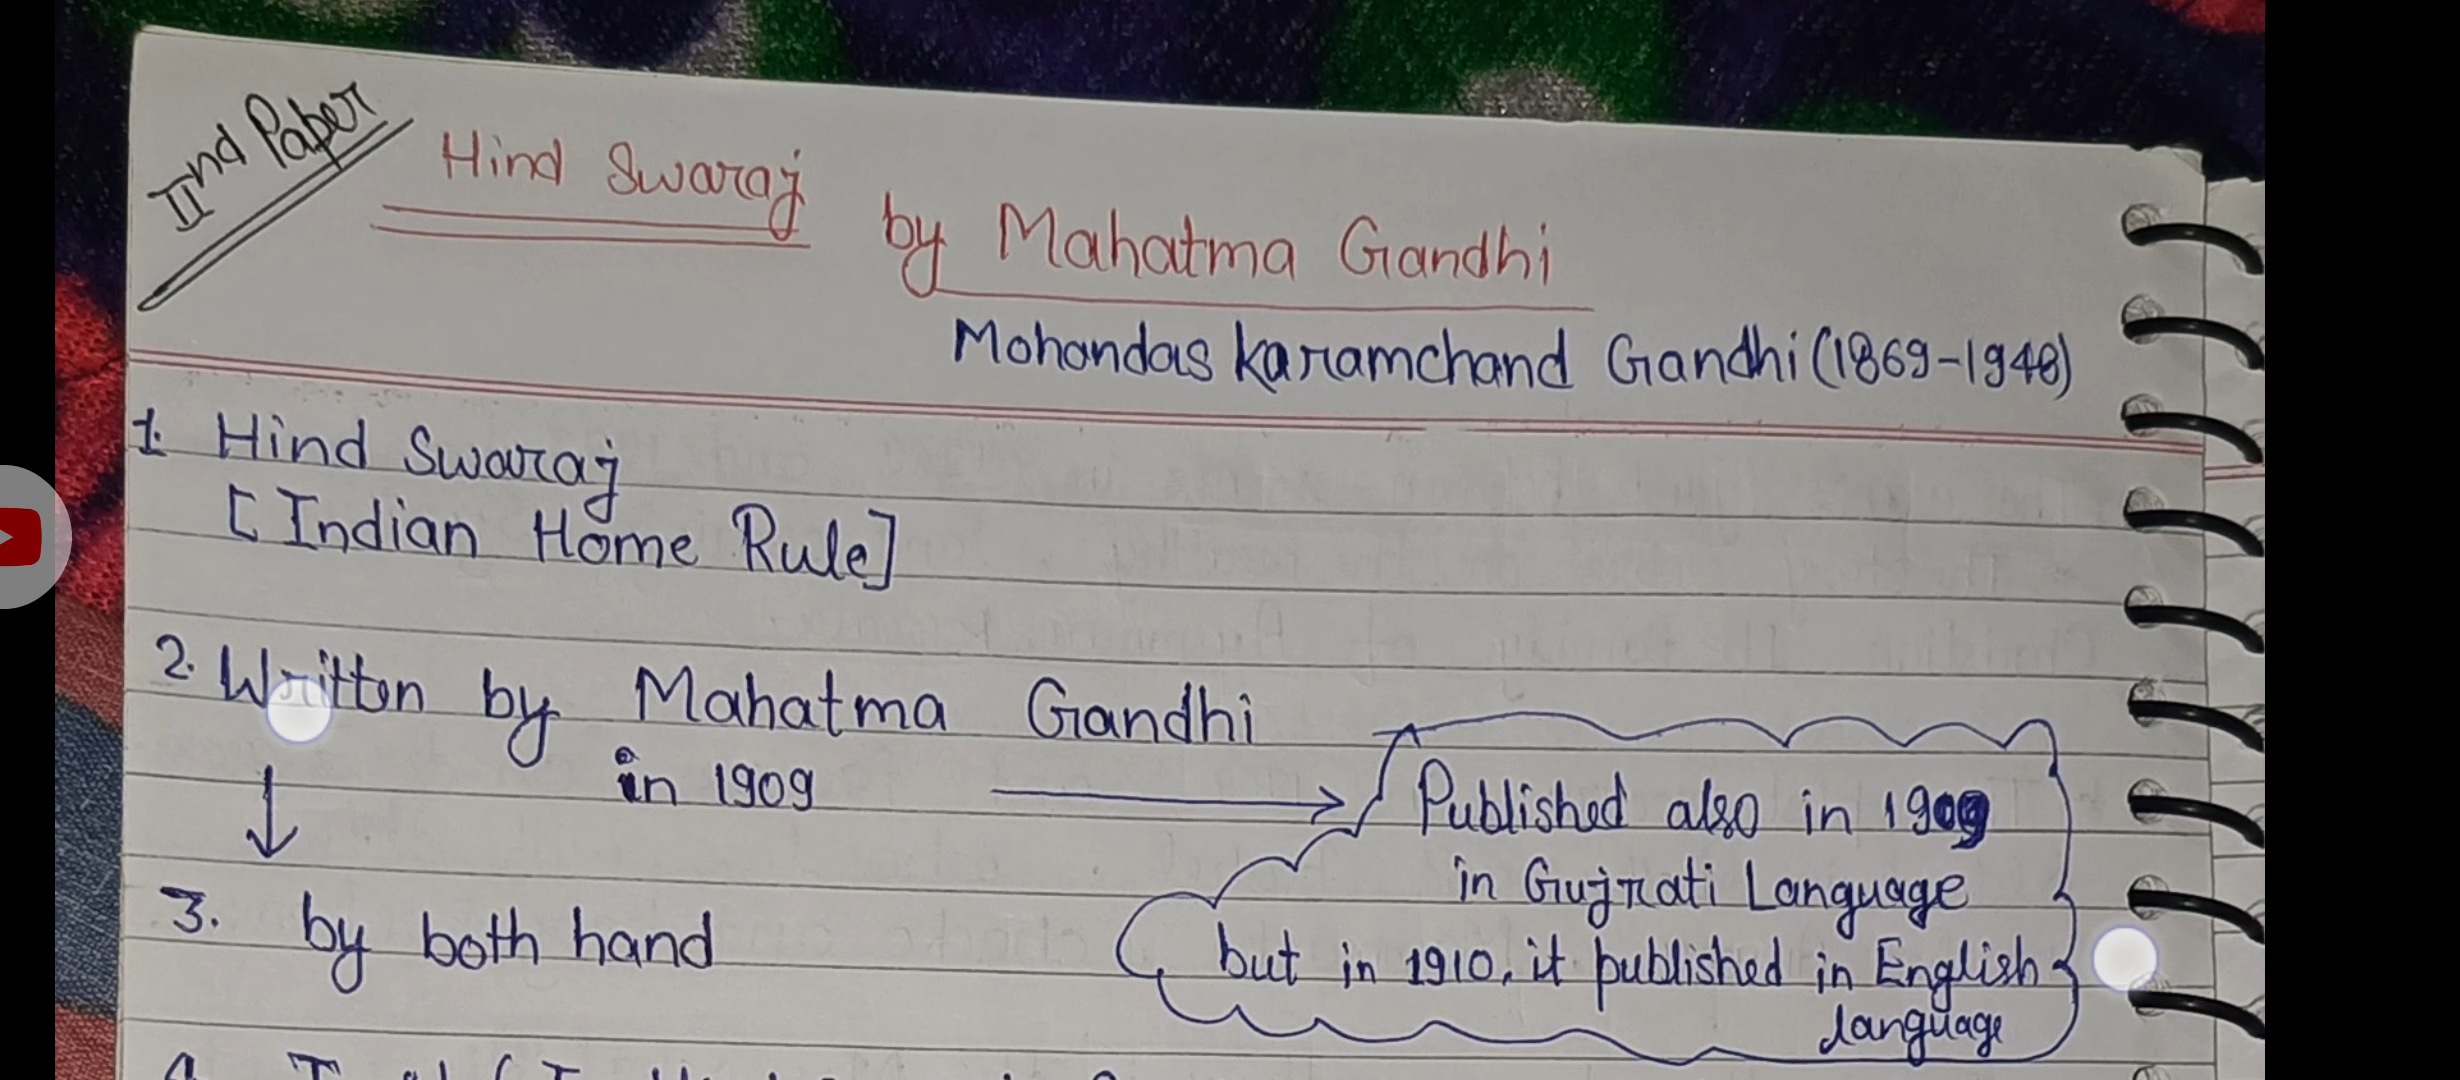 IInd Paper
Hind Swaraj
by Mahatma Gandhi
Mohandas Karamchand Gandhi (1869-1948)
1. Hind Swaraj
[Indian Home Rule]
2. Written by Mahatma Gandhi
in 1909
Published also in 1909
in Gujrati Language
but in 1910, it published in English
language
3. by both hand